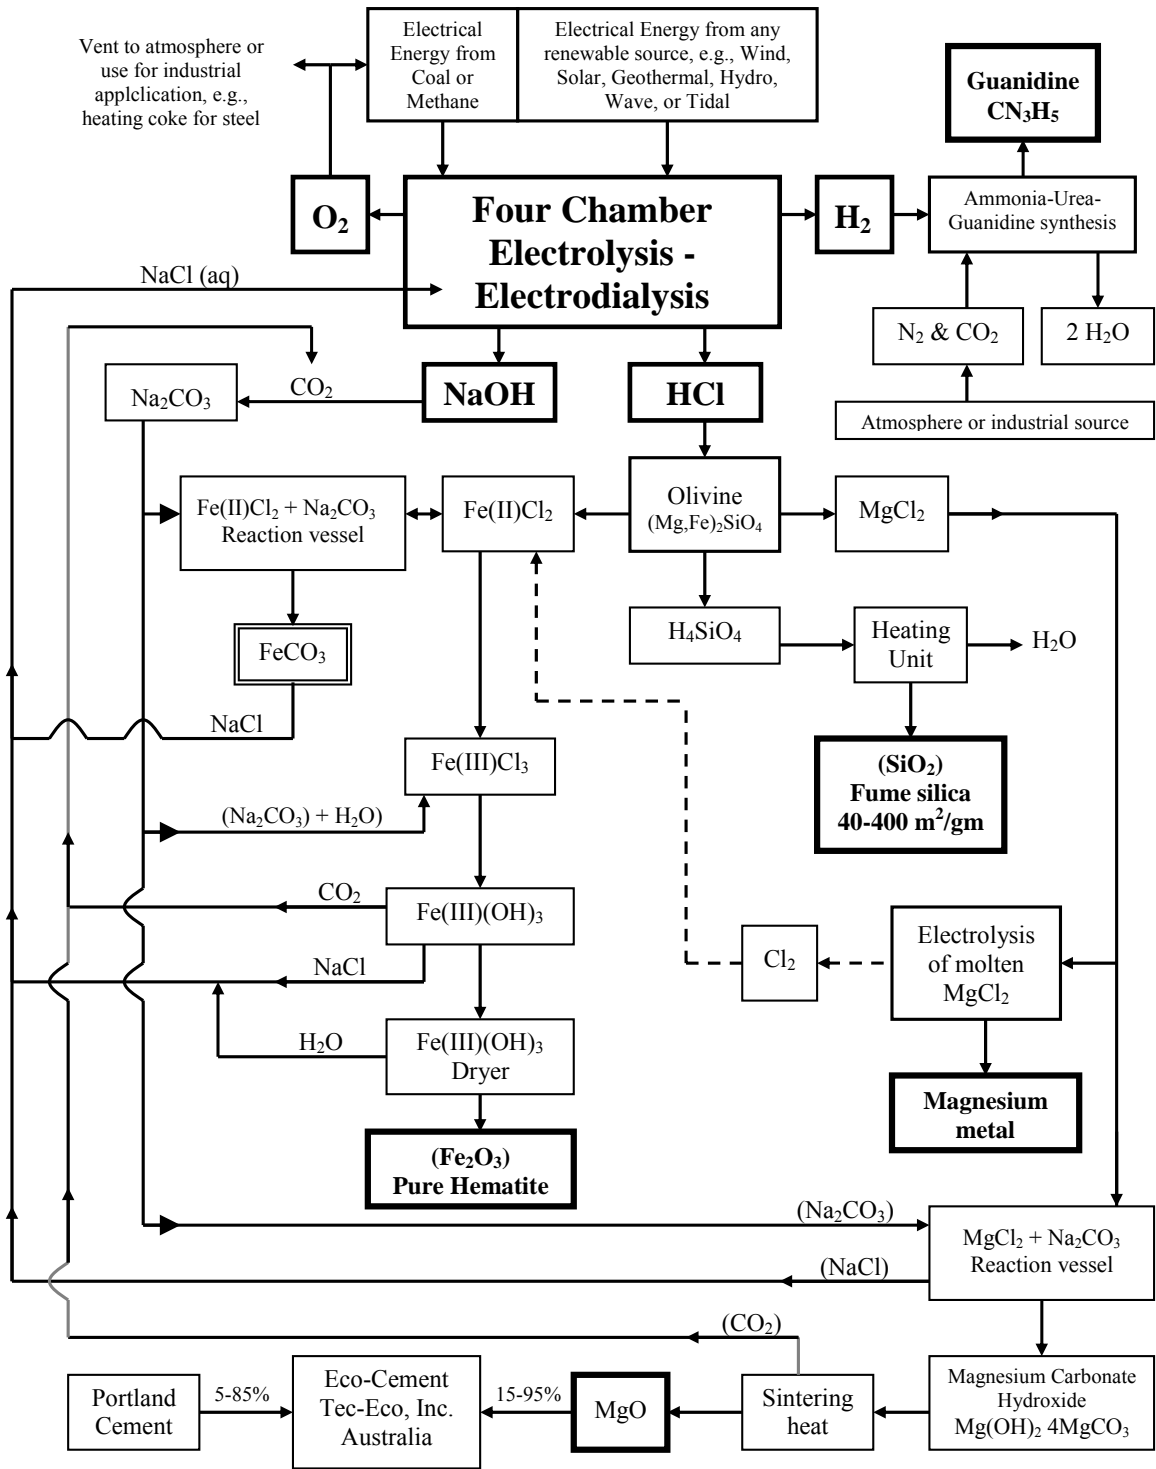 Vent to atmosphere or
use for industrial
applclication, e.g.,
heating coke for steel
Electrical
Energy from
Coal or
Methane
Electrical Energy from any
renewable source, e.g., Wind,
Solar, Geothermal, Hydro,
Wave, or Tidal
Guanidine
CN₃H₅
O₂
Four Chamber
Electrolysis -
Electrodialysis
H₂
Ammonia-Urea-
Guanidine synthesis
NaCl (aq)
N₂ & CO₂
2 H₂O
Na₂CO₃
CO₂
NaOH
HCl
Atmosphere or industrial source
Fe(II)Cl₂ + Na₂CO₃
Reaction vessel
Fe(II)Cl₂
Olivine
(Mg,Fe)₂SiO₄
MgCl₂
FeCO₃
H₄SiO₄
Heating
Unit
H₂O
NaCl
Fe(III)Cl₃
(SiO₂)
Fume silica
40-400 m²/gm
(Na₂CO₃) + H₂O)
CO₂
Fe(III)(OH)₃
NaCl
Cl₂
Electrolysis
of molten
MgCl₂
H₂O
Fe(III)(OH)₃
Dryer
Magnesium
metal
(Fe₂O₃)
Pure Hematite
(Na₂CO₃)
MgCl₂ + Na₂CO₃
Reaction vessel
(NaCl)
(CO₂)
Portland
Cement
5-85%
Eco-Cement
Tec-Eco, Inc.
Australia
15-95%
MgO
Sintering
heat
Magnesium Carbonate
Hydroxide
Mg(OH)₂ 4MgCO₃